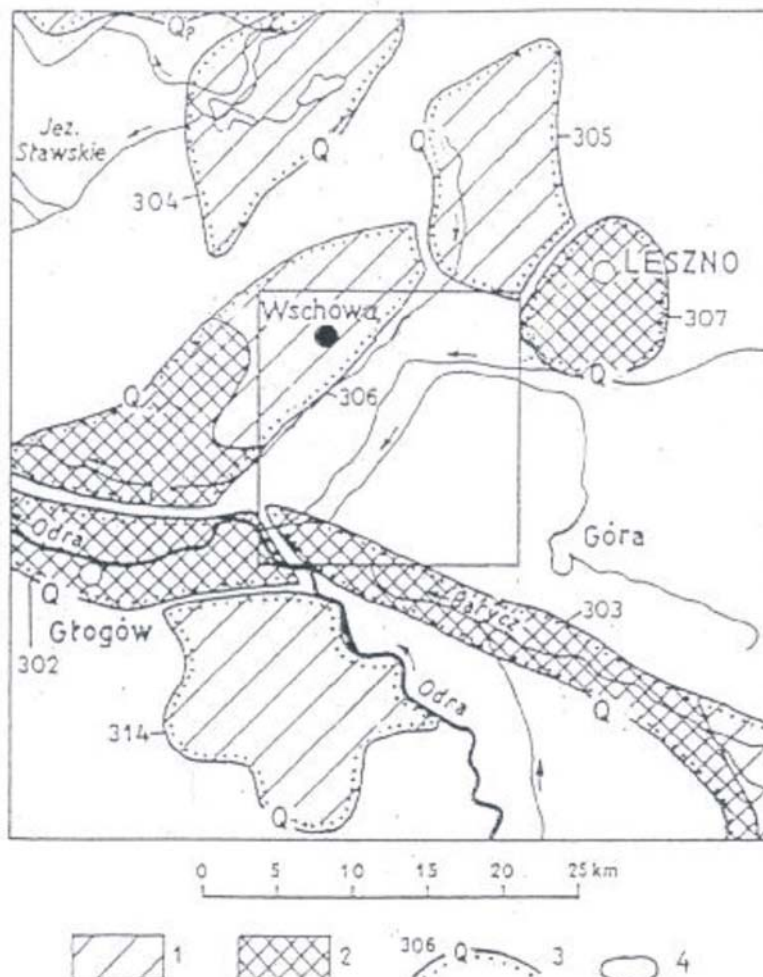 Qp
Jez.
Sławskie
Q
305
304
Q
Q
LESZNO
Wschowa
307
Q
306
Q
Odra
Góra
Barycz
303
Q
Głogów
302
Odra
Q
314
Q
0 5 10 15 20 25 km
1 2 306 Q 3 4